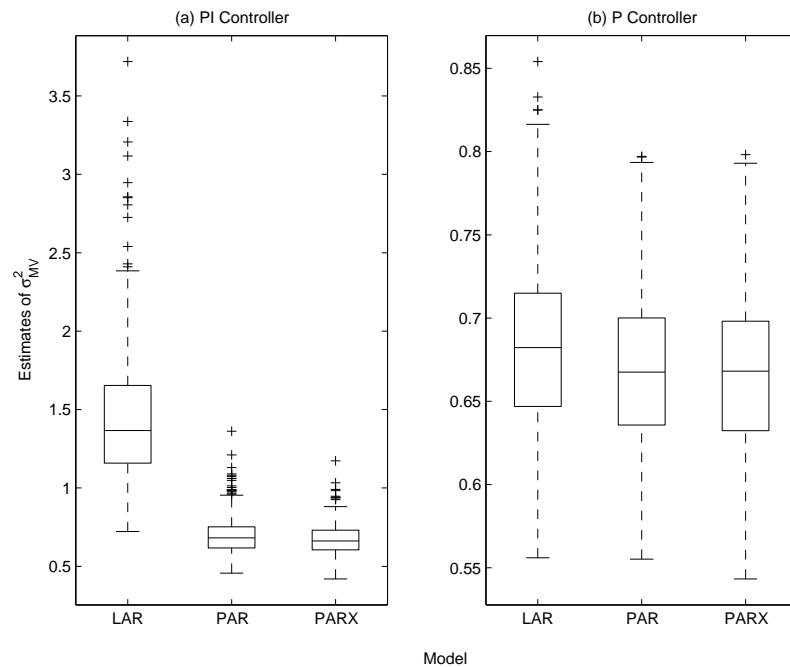 (a) PI Controller
Estimates of σ²_MV
3.5
3
2.5
2
1.5
1
0.5
LAR
PAR
PARX
(b) P Controller
0.85
0.8
0.75
0.7
0.65
0.6
0.55
LAR
PAR
PARX
Model